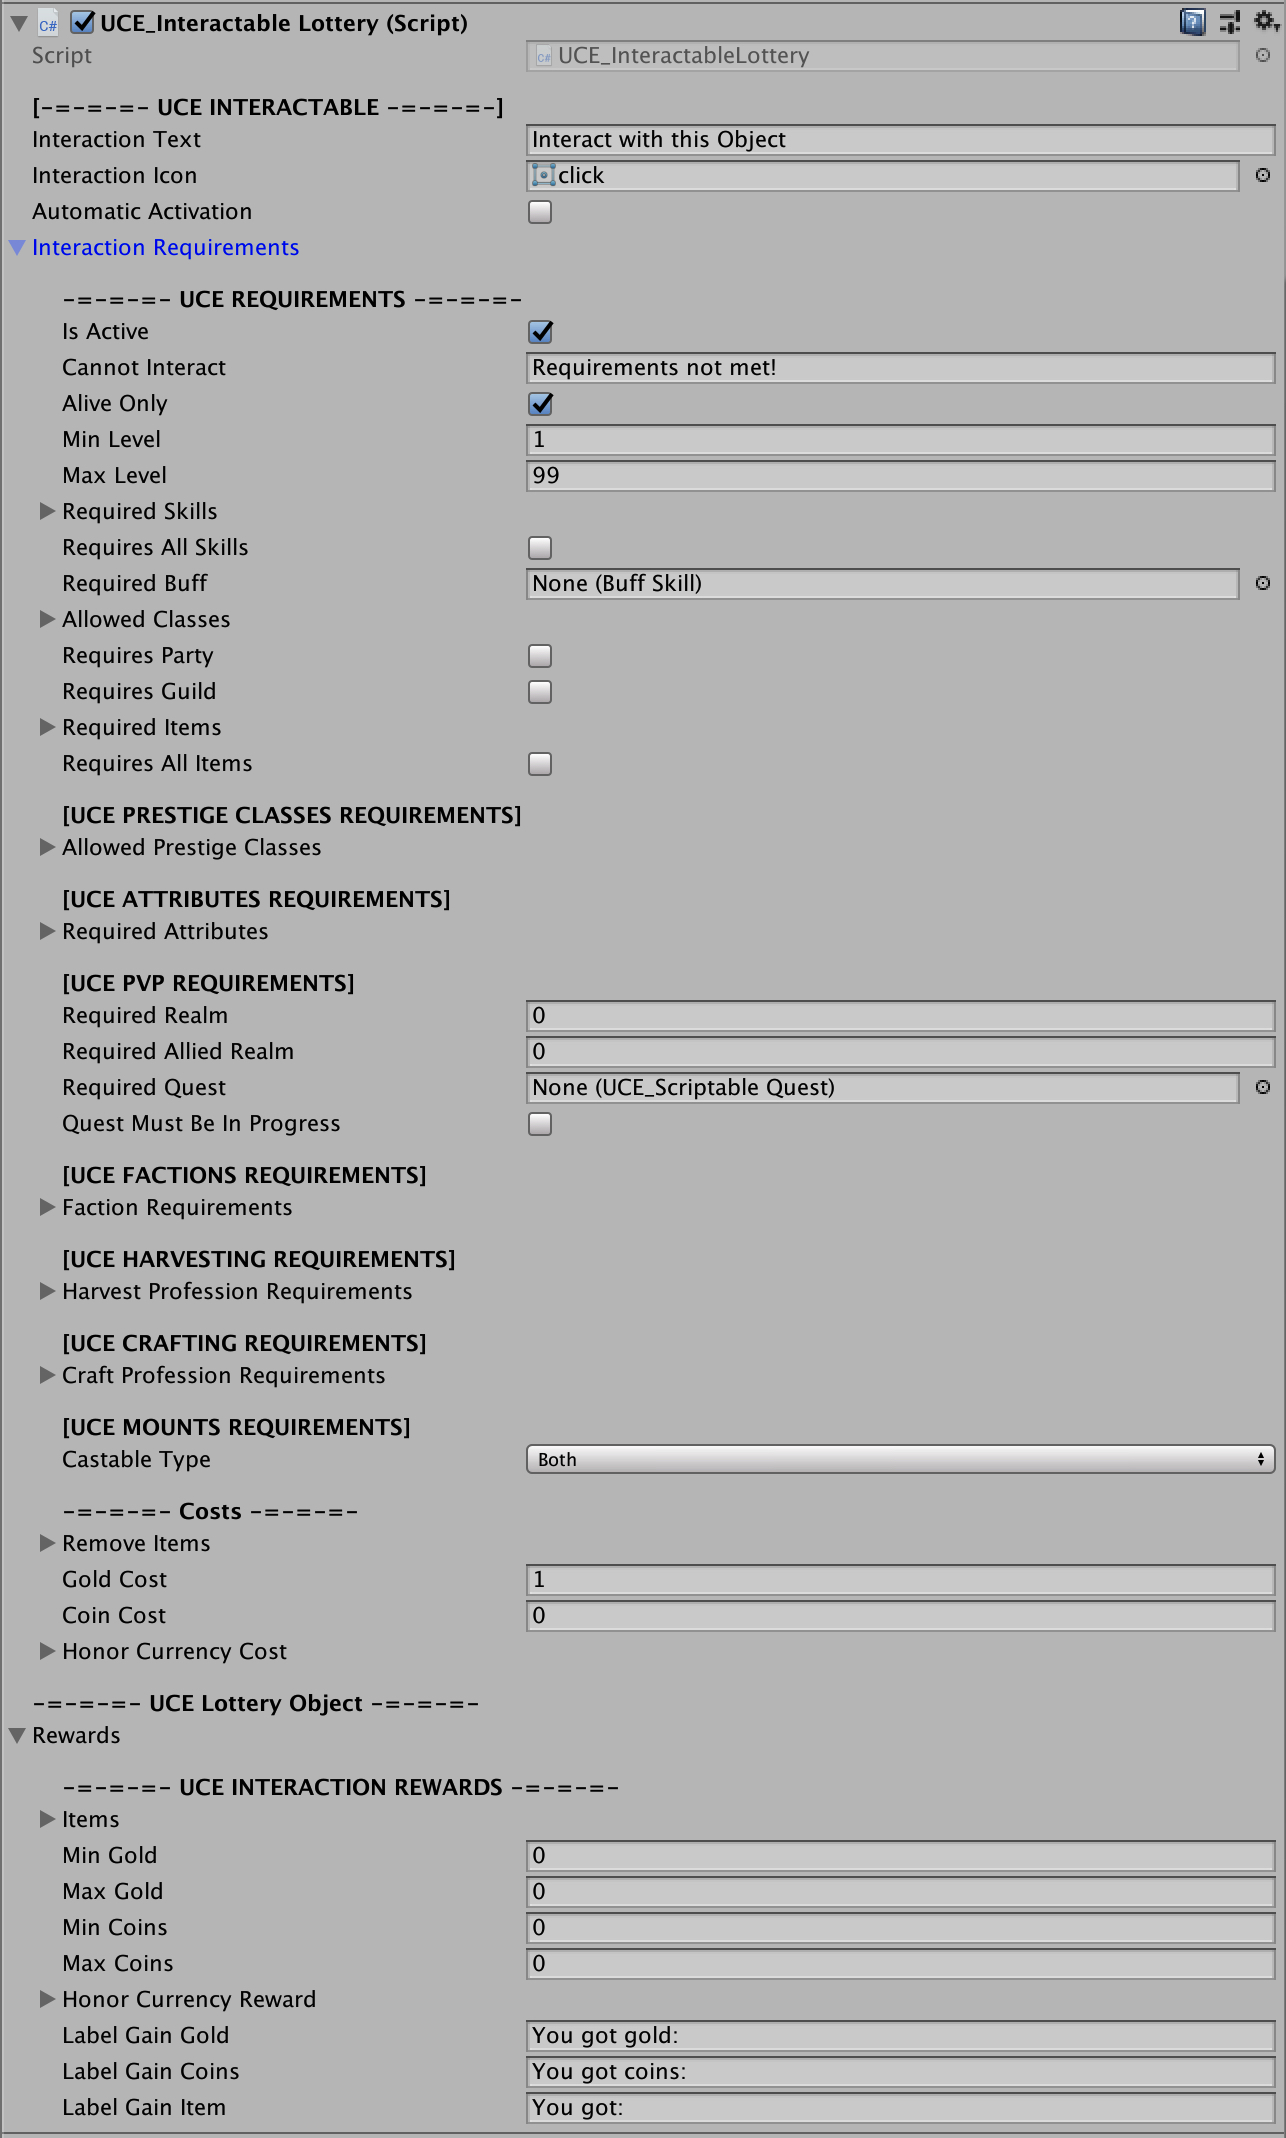 UCE_Interactable Lottery (Script)
Script UCE_InteractableLottery
[-=-=-=- UCE INTERACTABLE -=-=-=-]
Interaction Text Interact with this Object
Interaction Icon click
Automatic Activation
Interaction Requirements
-=-=-=- UCE REQUIREMENTS -=-=-=-
Is Active
Cannot Interact Requirements not met!
Alive Only
Min Level 1
Max Level 99
Required Skills
Requires All Skills
Required Buff None (Buff Skill)
Allowed Classes
Requires Party
Requires Guild
Required Items
Requires All Items
[UCE PRESTIGE CLASSES REQUIREMENTS]
Allowed Prestige Classes
[UCE ATTRIBUTES REQUIREMENTS]
Required Attributes
[UCE PVP REQUIREMENTS]
Required Realm 0
Required Allied Realm 0
Required Quest None (UCE_Scriptable Quest)
Quest Must Be In Progress
[UCE FACTIONS REQUIREMENTS]
Faction Requirements
[UCE HARVESTING REQUIREMENTS]
Harvest Profession Requirements
[UCE CRAFTING REQUIREMENTS]
Craft Profession Requirements
[UCE MOUNTS REQUIREMENTS]
Castable Type Both
-=-=-=- Costs -=-=-=-
Remove Items
Gold Cost 1
Coin Cost 0
Honor Currency Cost
-=-=-=- UCE Lottery Object -=-=-=-
Rewards
-=-=-=- UCE INTERACTION REWARDS -=-=-=-
Items
Min Gold 0
Max Gold 0
Min Coins 0
Max Coins 0
Honor Currency Reward
Label Gain Gold You got gold:
Label Gain Coins You got coins:
Label Gain Item You got: